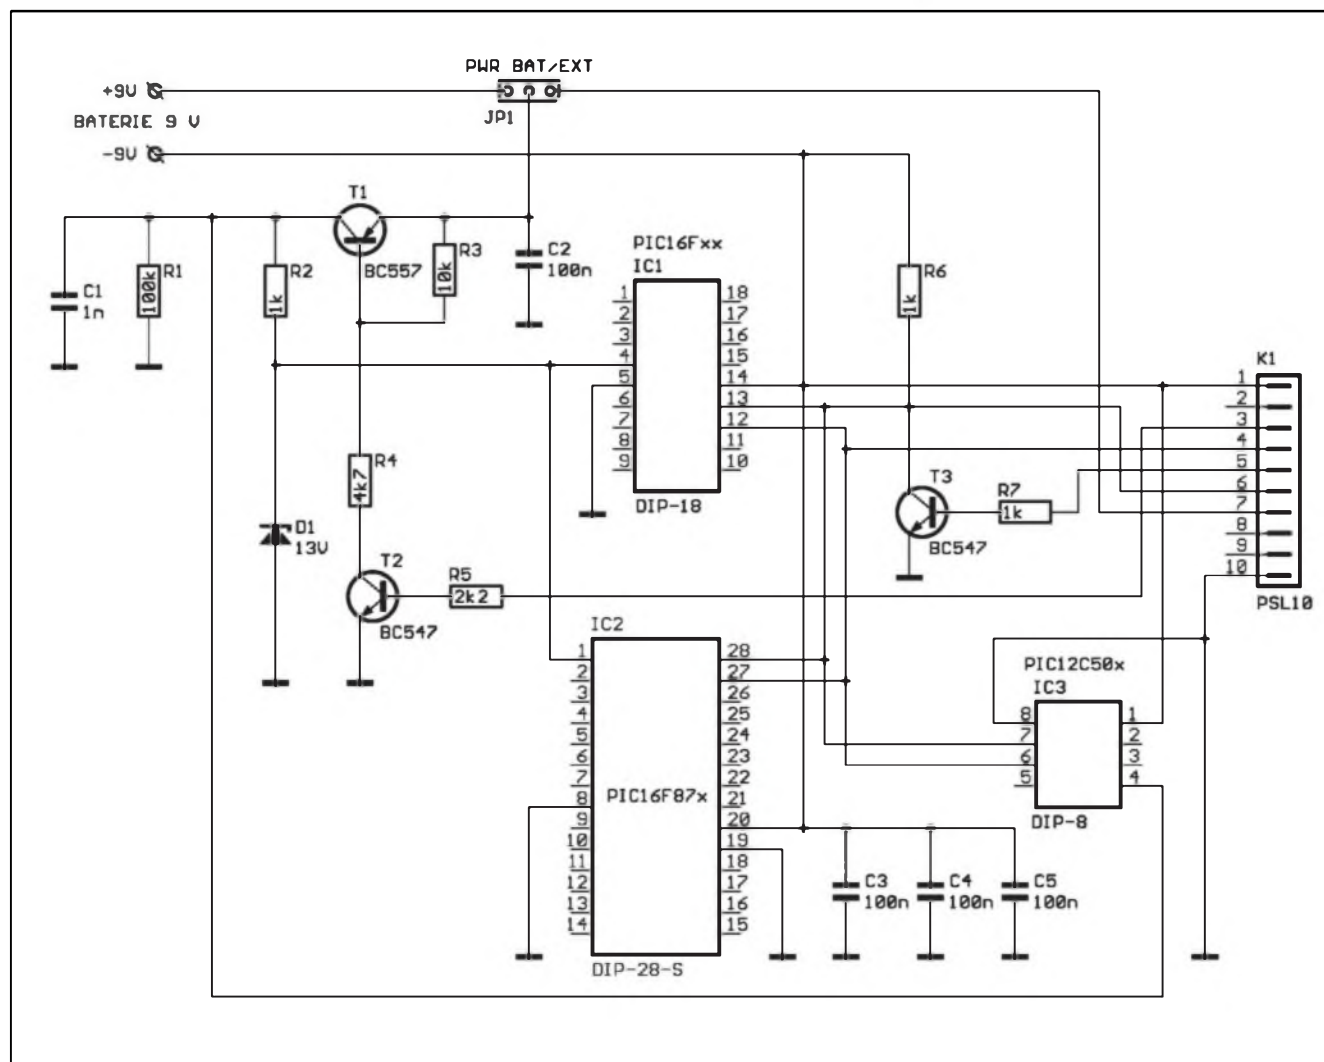 PWR BAT/EXT
+9V
JP1
BATERIE 9 V
-9V
T1
BC557
R1
100k
R2
1k
R3
10k
C2
100n
C1
1n
PIC16Fxx
IC1
1
2
3
4
5
6
7
8
9
18
17
16
15
14
13
12
11
10
DIP-18
R6
1k
K1
1
2
3
4
5
6
7
8
9
10
PSL10
R4
4k7
D1
13V
T3
BC547
R7
1k
T2
BC547
R5
2k2
IC2
1
2
3
4
5
6
7
8
9
10
11
12
13
14
28
27
26
25
24
23
22
21
20
19
18
17
16
15
PIC16F87x
DIP-28-S
PIC12C50x
IC3
8
7
6
5
1
2
3
4
DIP-8
C3
100n
C4
100n
C5
100n